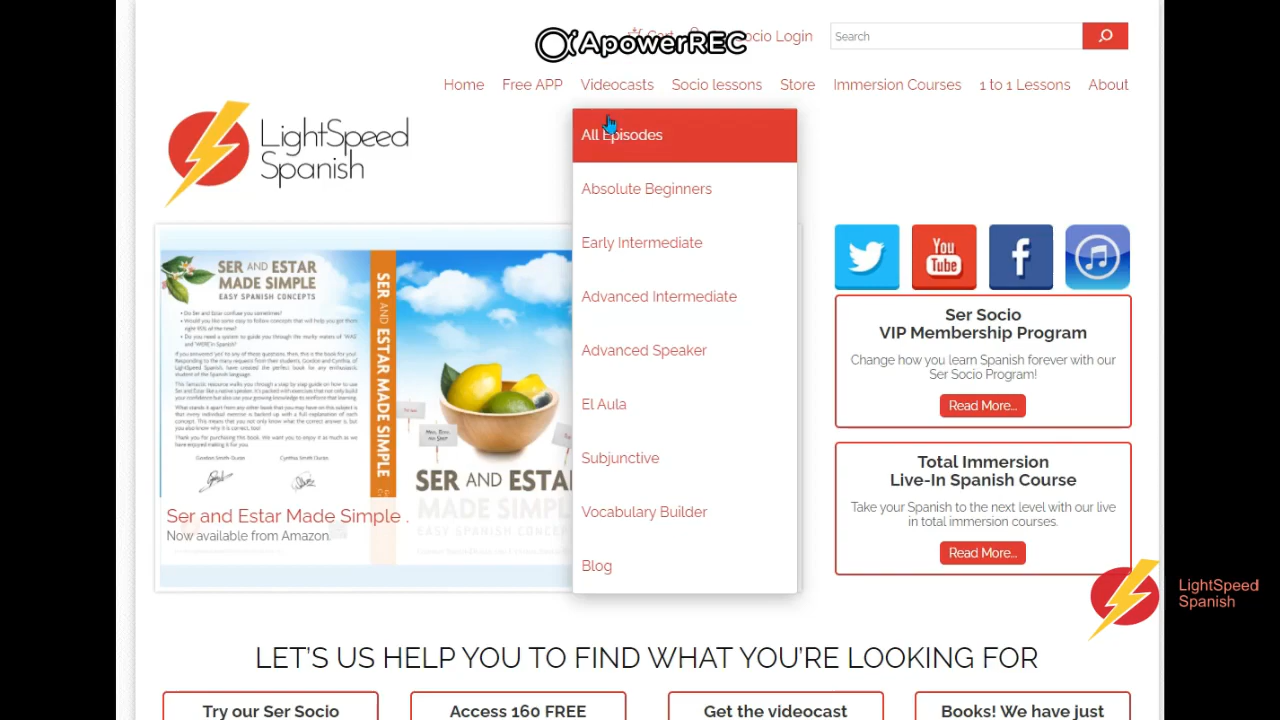 Cart
Socio Login
Search
ApowerREC
Home
Free APP
Videocasts
Socio lessons
Store
Immersion Courses
1 to 1 Lessons
About
LightSpeed
Spanish
All Episodes
Absolute Beginners
Early Intermediate
Advanced Intermediate
Advanced Speaker
El Aula
Subjunctive
Vocabulary Builder
Blog
SER AND ESTAR
MADE SIMPLE
EASY SPANISH CONCEPTS
SER AND ESTAR MADE SIMPLE
SER AND ESTA
MADE SIMP
Ser and Estar Made Simple .
Now available from Amazon.
You
Tube
Ser Socio
VIP Membership Program
Change how you learn Spanish forever with our
Ser Socio Program!
Read More...
Total Immersion
Live-In Spanish Course
Take your Spanish to the next level with our live
in total immersion courses.
Read More...
LightSpeed
Spanish
LET'S US HELP YOU TO FIND WHAT YOU'RE LOOKING FOR
Try our Ser Socio
Access 160 FREE
Get the videocast
Books! We have just